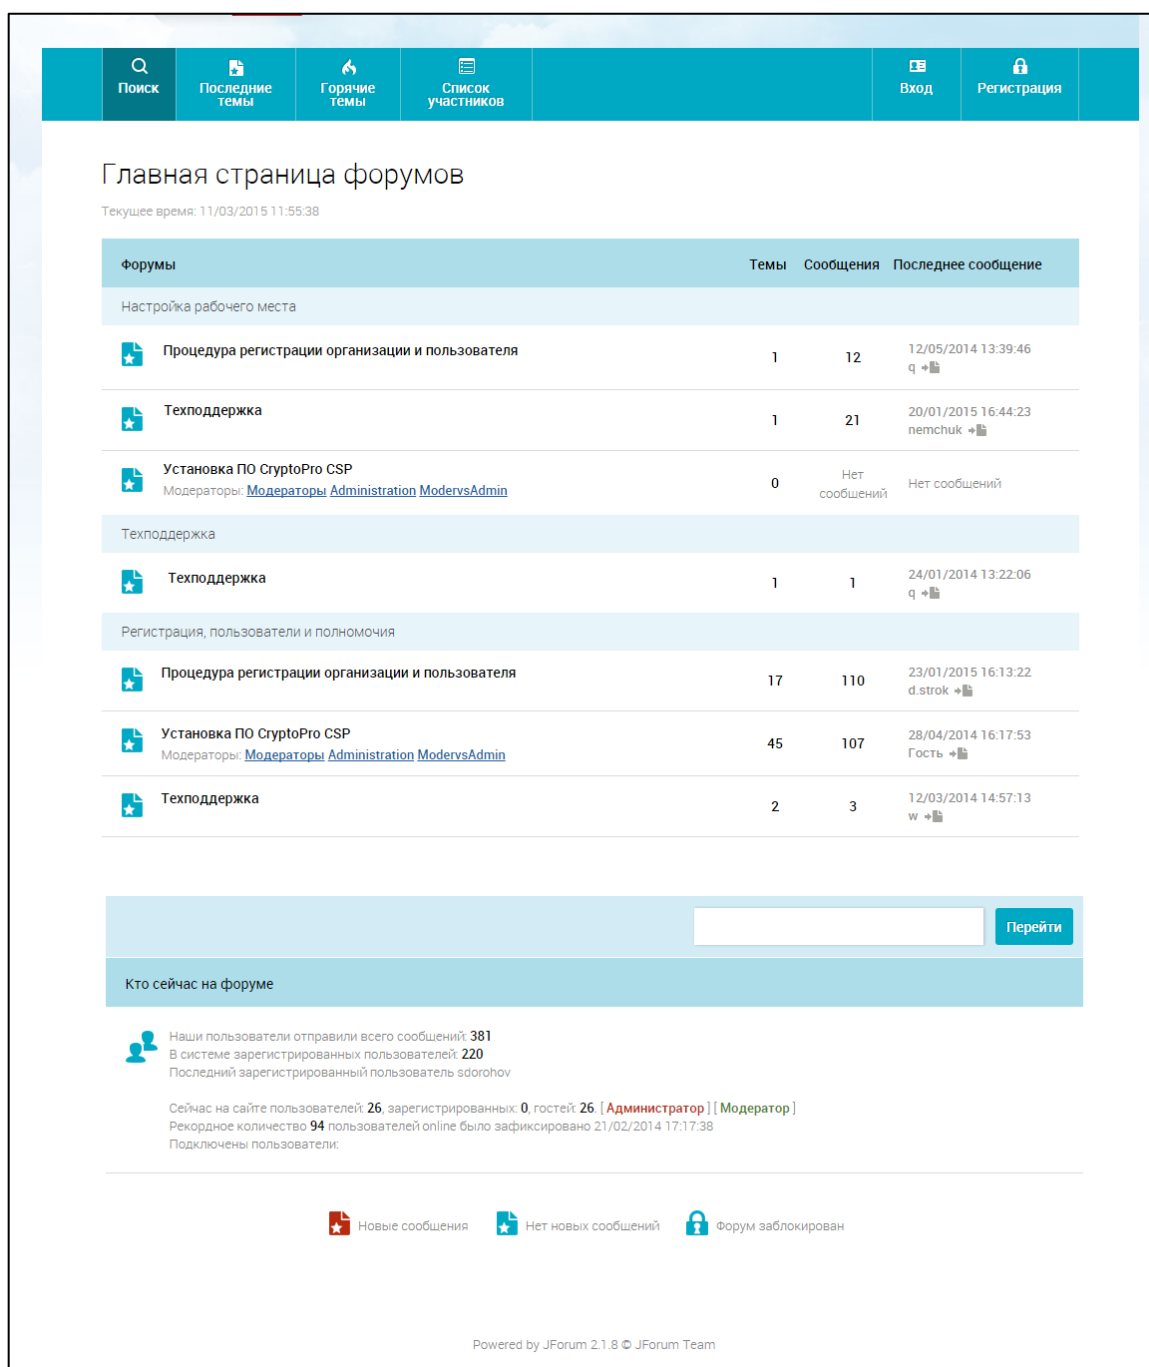 Поиск
Последние
темы
Горячие
темы
Список
участников
Вход
Регистрация
Главная страница форумов
Текущее время: 11/03/2015 11:55:38
Форумы Темы Сообщения Последнее сообщение
Настройка рабочего места
Процедура регистрации организации и пользователя 1 12 12/05/2014 13:39:46
q
Техподдержка 1 21 20/01/2015 16:44:23
nemchuk
Установка ПО CryptoPro CSP
Модераторы: Модераторы Administration ModervsAdmin 0 Нет сообщений Нет сообщений
Техподдержка
Техподдержка 1 1 24/01/2014 13:22:06
q
Регистрация, пользователи и полномочия
Процедура регистрации организации и пользователя 17 110 23/01/2015 16:13:22
d.strok
Установка ПО CryptoPro CSP 45 107 28/04/2014 16:17:53
Модераторы: Модераторы Administration ModervsAdmin Гость
Техподдержка 2 3 12/03/2014 14:57:13
w
Перейти
Кто сейчас на форуме
Наши пользователи отправили всего сообщений: 381
В системе зарегистрированных пользователей: 220
Последний зарегистрированный пользователь sdorohov
Сейчас на сайте пользователей: 26, зарегистрированных: 0, гостей: 26. [ Администратор ] [ Модератор ]
Рекордное количество 94 пользователей online было зафиксировано 21/02/2014 17:17:38
Подключены пользователи:
Новые сообщения Нет новых сообщений Форум заблокирован
Powered by JForum 2.1.8 © JForum Team